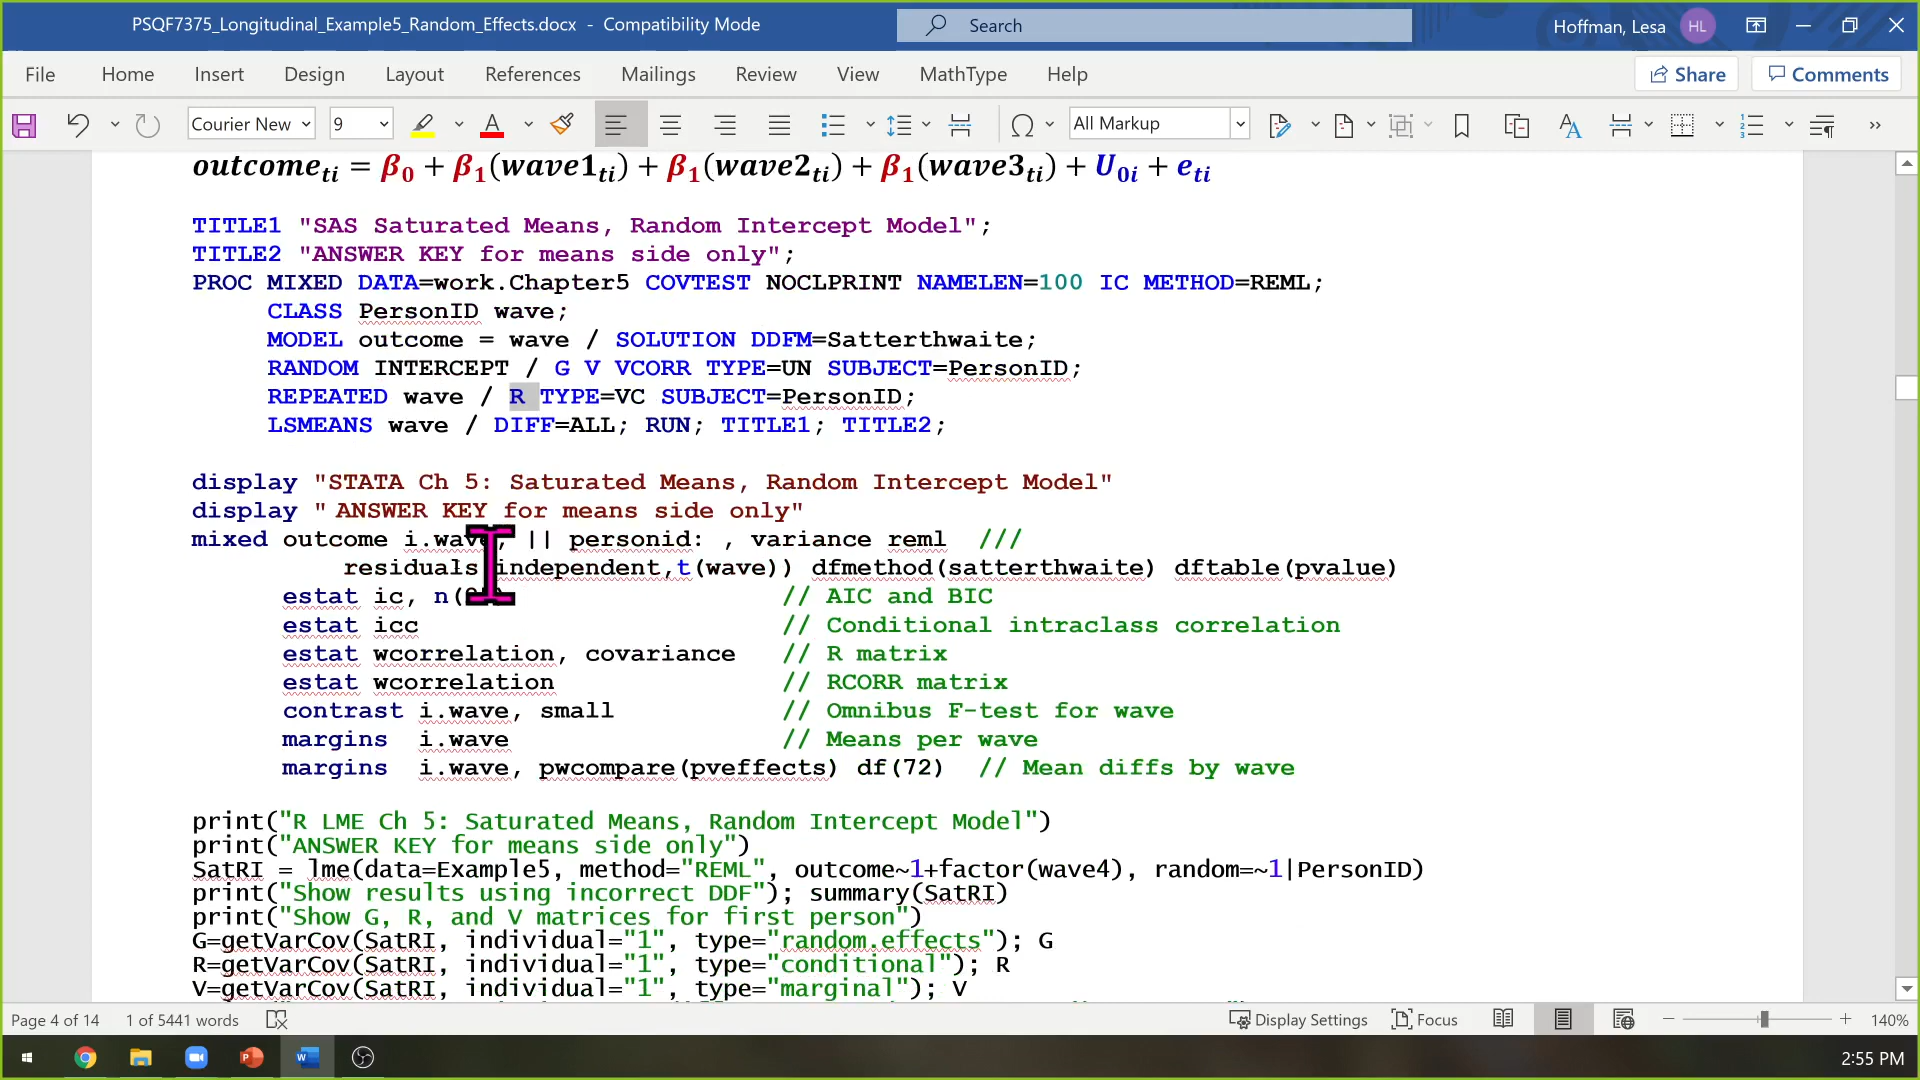 PSQF7375_Longitudinal_Example5_Random_Effects.docx - Compatibility Mode
Search
Hoffman, Lesa HL
File Home Insert Design Layout References Mailings Review View MathType Help Share Comments
Courier New 9 All Markup
outcome_ti = β_0 + β_1(wave1_ti) + β_1(wave2_ti) + β_1(wave3_ti) + U_0i + e_ti
TITLE1 "SAS Saturated Means, Random Intercept Model";
TITLE2 "ANSWER KEY for means side only";
PROC MIXED DATA=work.Chapter5 COVTEST NOCLPRINT NAMELEN=100 IC METHOD=REML;
CLASS PersonID wave;
MODEL outcome = wave / SOLUTION DDFM=Satterthwaite;
RANDOM INTERCEPT / G V VCORR TYPE=UN SUBJECT=PersonID;
REPEATED wave / R TYPE=VC SUBJECT=PersonID;
LSMEANS wave / DIFF=ALL; RUN; TITLE1; TITLE2;
display "STATA Ch 5: Saturated Means, Random Intercept Model"
display " ANSWER KEY for means side only"
mixed outcome i.wave, || personid: , variance reml ///
residuals independent,t(wave)) dfmethod(satterthwaite) dftable(pvalue)
estat ic, n( // AIC and BIC
estat icc // Conditional intraclass correlation
estat wcorrelation, covariance // R matrix
estat wcorrelation // RCORR matrix
contrast i.wave, small // Omnibus F-test for wave
margins i.wave // Means per wave
margins i.wave, pwcompare(pveffects) df(72) // Mean diffs by wave
print("R LME Ch 5: Saturated Means, Random Intercept Model")
print("ANSWER KEY for means side only")
SatRI = lme(data=Example5, method="REML", outcome~1+factor(wave4), random=~1|PersonID)
print("Show results using incorrect DDF"); summary(SatRI)
print("Show G, R, and V matrices for first person")
G=getVarCov(SatRI, individual="1", type="random.effects"); G
R=getVarCov(SatRI, individual="1", type="conditional"); R
V=getVarCov(SatRI, individual="1", type="marginal"); V
Page 4 of 14 1 of 5441 words Display Settings Focus 140%
2:55 PM